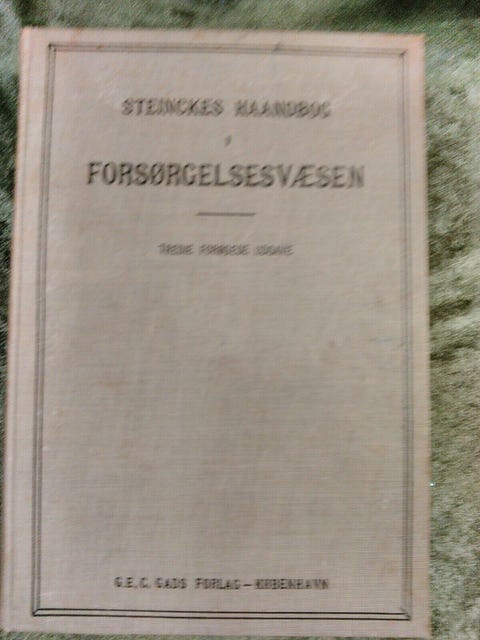 STEINCKES HAANDBOG
I
FORSØRGELSESVÆSEN
TREDIE FORØGEDE UDGAVE
G.E.C. GADS FORLAG – KØBENHAVN